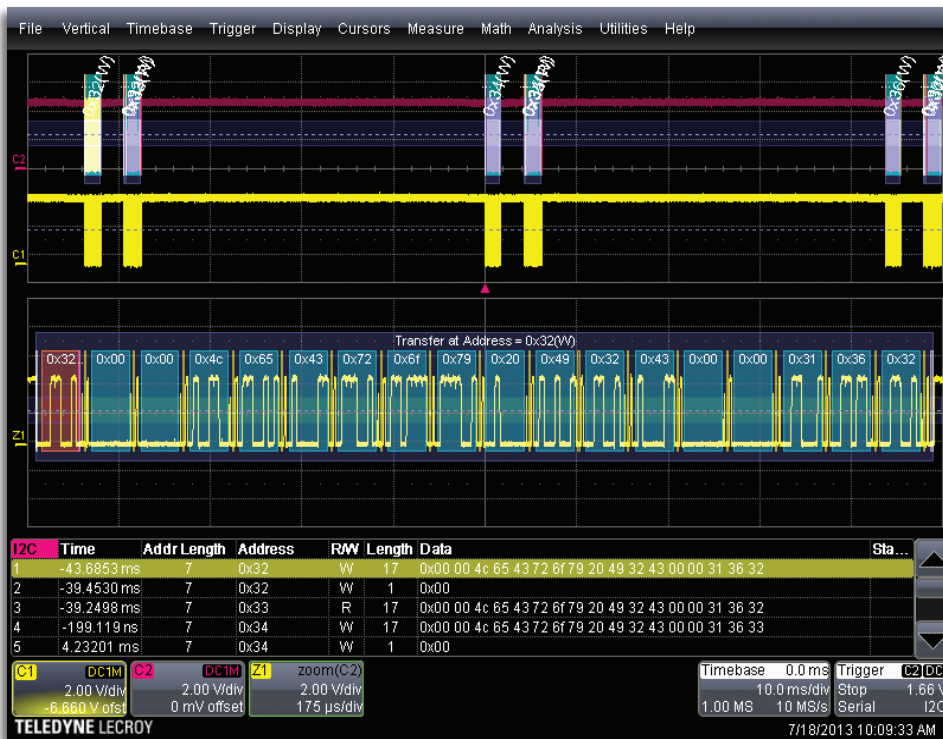 File Vertical Timebase Trigger Display Cursors Measure Math Analysis Utilities Help
0x32(W) 0x34(W) 0x36(W)
C2
C1
Transfer at Address = 0x32(W)
0x32 0x00 0x00 0x4c 0x65 0x43 0x72 0x6f 0x79 0x20 0x49 0x32 0x43 0x00 0x00 0x31 0x36 0x32
Z1
I2C Time Addr Length Address R/W Length Data Sta...
1 -43.6853 ms 7 0x32 W 17 0x00 00 4c 65 43 72 6f 79 20 49 32 43 00 00 31 36 32
2 -39.4530 ms 7 0x32 W 1 0x00
3 -39.2498 ms 7 0x33 R 17 0x00 00 4c 65 43 72 6f 79 20 49 32 43 00 00 31 36 32
4 -199.119 ns 7 0x34 W 17 0x00 00 4c 65 43 72 6f 79 20 49 32 43 00 00 31 36 33
5 4.23201 ms 7 0x34 W 1 0x00
C1 DC1M C2 DC1M Z1 zoom(C2) Timebase 0.0 ms Trigger C2 DC
2.00 V/div 2.00 V/div 2.00 V/div 10.0 ms/div Stop 1.66 V
-6.660 V ofst 0 mV offset 175 µs/div 1.00 MS 10 MS/s Serial I2C
TELEDYNE LECROY 7/18/2013 10:09:33 AM